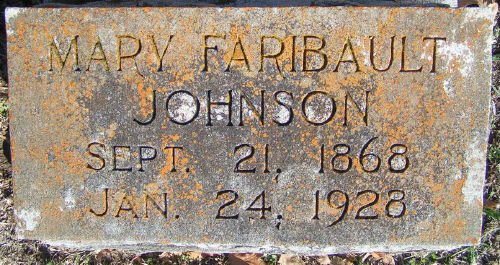 MARY FARIBAULT
JOHNSON
SEPT. 21, 1868
JAN. 24, 1928